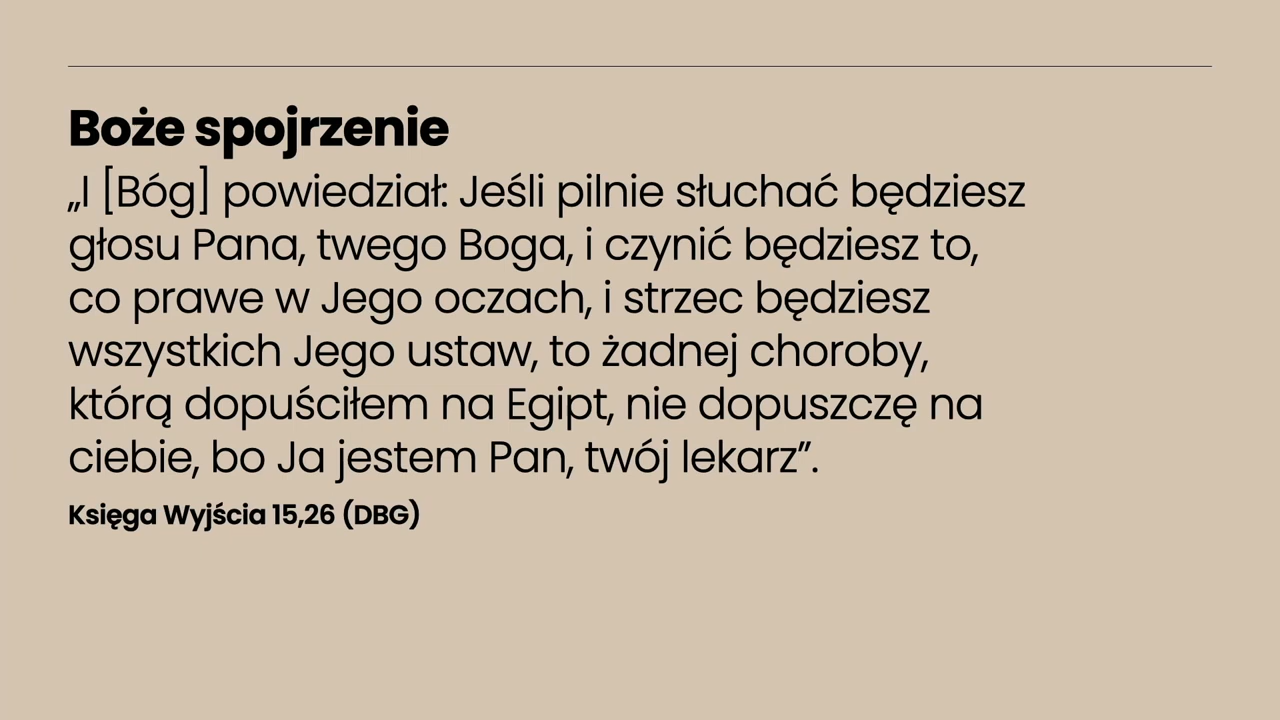 Boże spojrzenie
„I [Bóg] powiedział: Jeśli pilnie słuchać będziesz
głosu Pana, twego Boga, i czynić będziesz to,
co prawe w Jego oczach, i strzec będziesz
wszystkich Jego ustaw, to żadnej choroby,
którą dopuściłem na Egipt, nie dopuszczę na
ciebie, bo Ja jestem Pan, twój lekarz”.
Księga Wyjścia 15,26 (DBG)